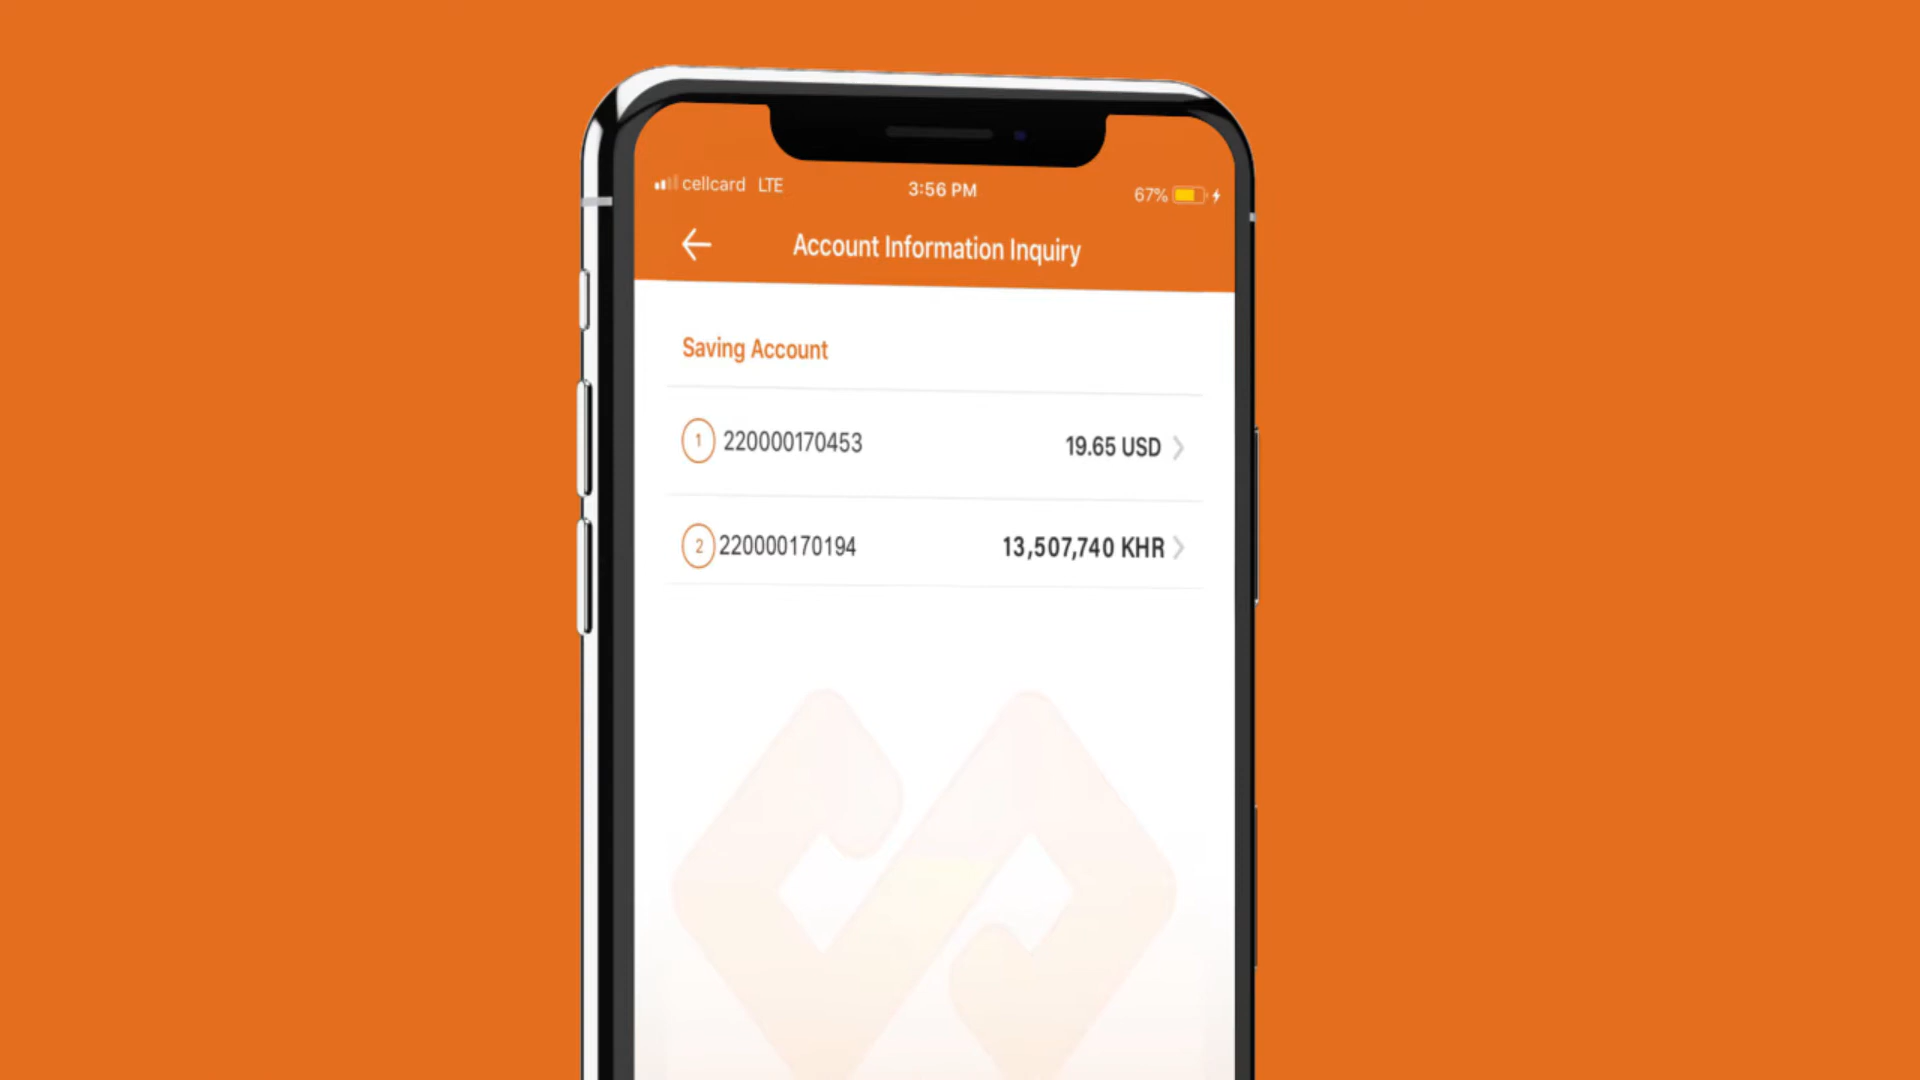 cellcard LTE 3:56 PM 67%
Account Information Inquiry
Saving Account
1 220000170453 19.65 USD
2 220000170194 13,507,740 KHR